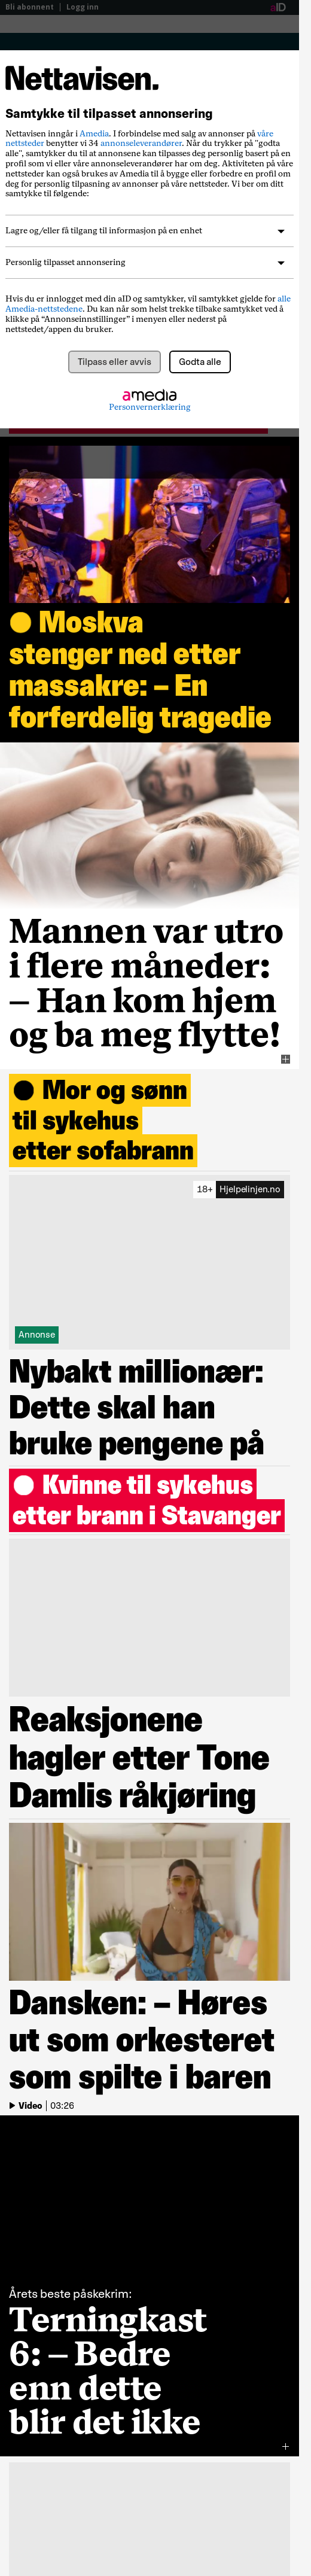 Bli abonnent | Logg inn
aID
Nettavisen.
Samtykke til tilpasset annonsering
Nettavisen inngår i Amedia. I forbindelse med salg av annonser på våre
nettsteder benytter vi 34 annonseleverandører. Når du trykker på "godta
alle", samtykker du til at annonsene kan tilpasses deg personlig basert på en
profil som vi eller våre annonseleverandører har om deg. Aktiviteten på våre
nettsteder kan også brukes av Amedia til å bygge eller forbedre en profil om
deg for personlig tilpasning av annonser på våre nettsteder. Vi ber om ditt
samtykke til følgende:
Lagre og/eller få tilgang til informasjon på en enhet
Personlig tilpasset annonsering
Hvis du er innlogget med din aID og samtykker, vil samtykket gjelde for alle
Amedia-nettstedene. Du kan når som helst trekke tilbake samtykket ved å
klikke på “Annonseinnstillinger” i menyen eller nederst på
nettstedet/appen du bruker.
Tilpass eller avvis
Godta alle
amedia
Personvernerklæring
Moskva
stenger ned etter
massakre: – En
forferdelig tragedie
Mannen var utro
i flere måneder:
– Han kom hjem
og ba meg flytte!
Mor og sønn
til sykehus
etter sofabrann
18+ Hjelpelinjen.no
Annonse
Nybakt millionær:
Dette skal han
bruke pengene på
Kvinne til sykehus
etter brann i Stavanger
Reaksjonene
hagler etter Tone
Damlis råkjøring
Dansken: – Høres
ut som orkesteret
som spilte i baren
Video | 03:26
Årets beste påskekrim:
Terningkast
6: – Bedre
enn dette
blir det ikke